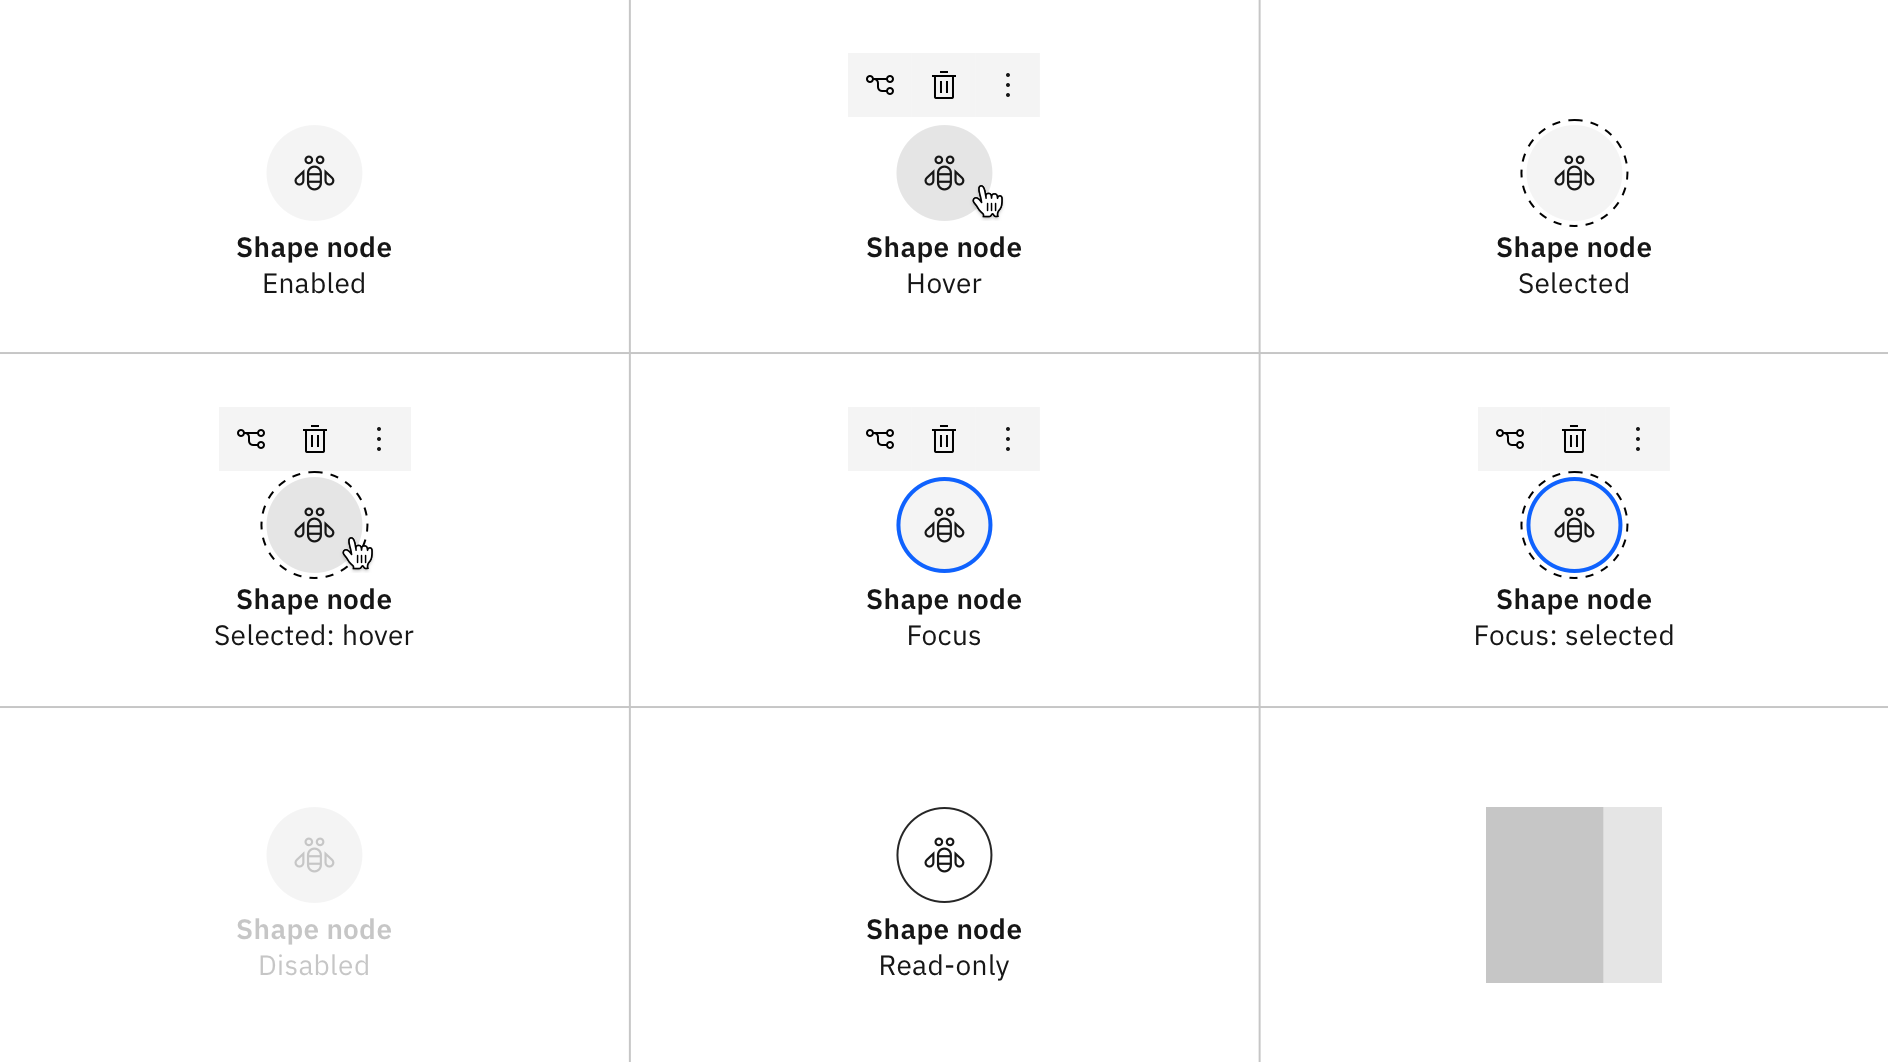 Shape node
Enabled
Shape node
Hover
Shape node
Selected
Shape node
Selected: hover
Shape node
Focus
Shape node
Focus: selected
Shape node
Disabled
Shape node
Read-only